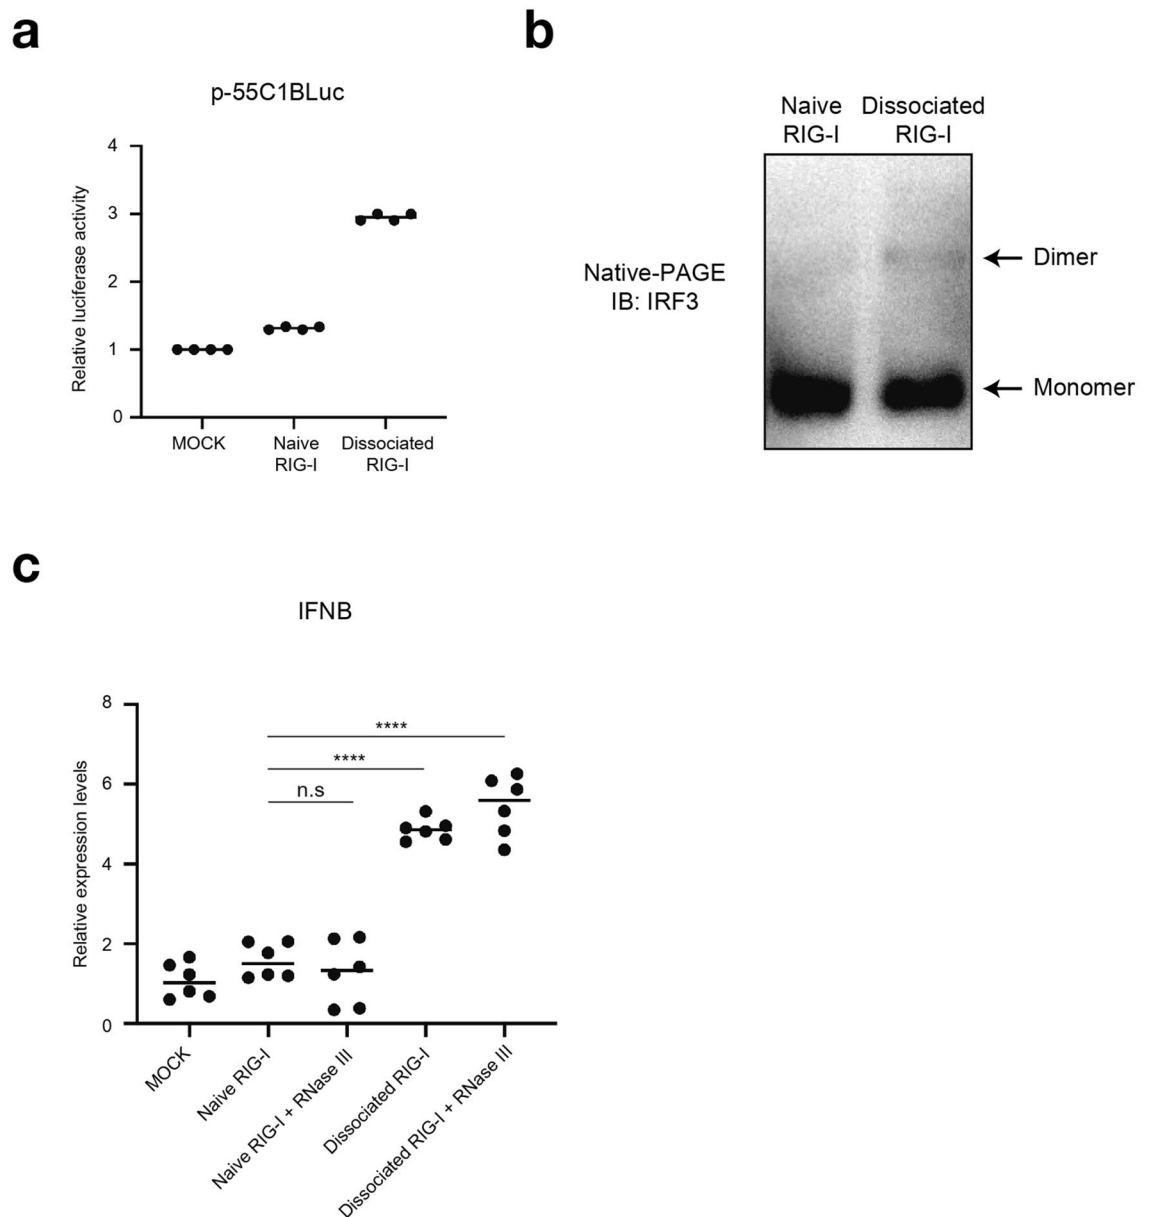 a
p-55C1BLuc
Relative luciferase activity
4
3
2
1
0
MOCK
Naive
RIG-I
Dissociated
RIG-I
b
Naive
RIG-I
Dissociated
RIG-I
Native-PAGE
IB: IRF3
Dimer
Monomer
c
IFNB
Relative expression levels
8
6
4
2
0
****
****
n.s
MOCK
Naive RIG-I
Naive RIG-I + RNase III
Dissociated RIG-I
Dissociated RIG-I + RNase III